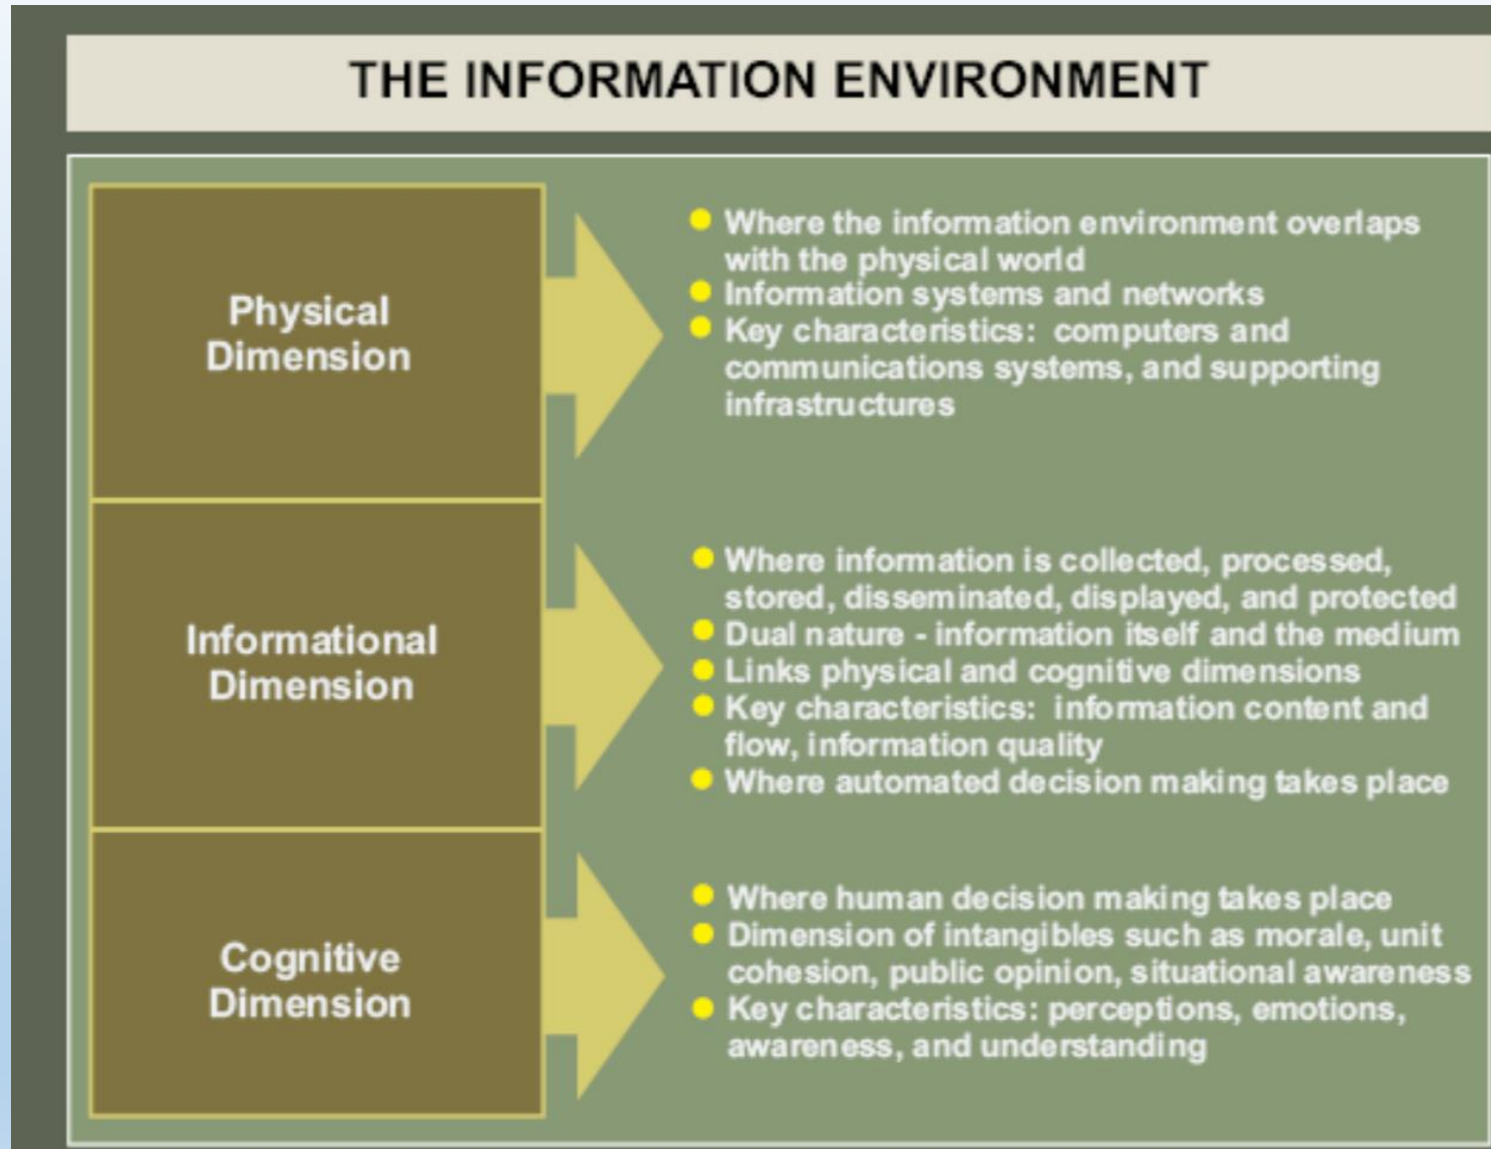 THE INFORMATION ENVIRONMENT
Physical
Dimension
Where the information environment overlaps
with the physical world
Information systems and networks
Key characteristics: computers and
communications systems, and supporting
infrastructures
Informational
Dimension
Where information is collected, processed,
stored, disseminated, displayed, and protected
Dual nature - information itself and the medium
Links physical and cognitive dimensions
Key characteristics: information content and
flow, information quality
Where automated decision making takes place
Cognitive
Dimension
Where human decision making takes place
Dimension of intangibles such as morale, unit
cohesion, public opinion, situational awareness
Key characteristics: perceptions, emotions,
awareness, and understanding